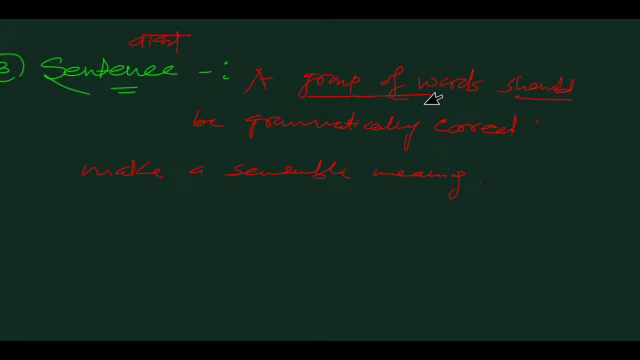 वाक्य
3) Sentence -: A group of words should
be grammatically correct
make a sensible meaning.